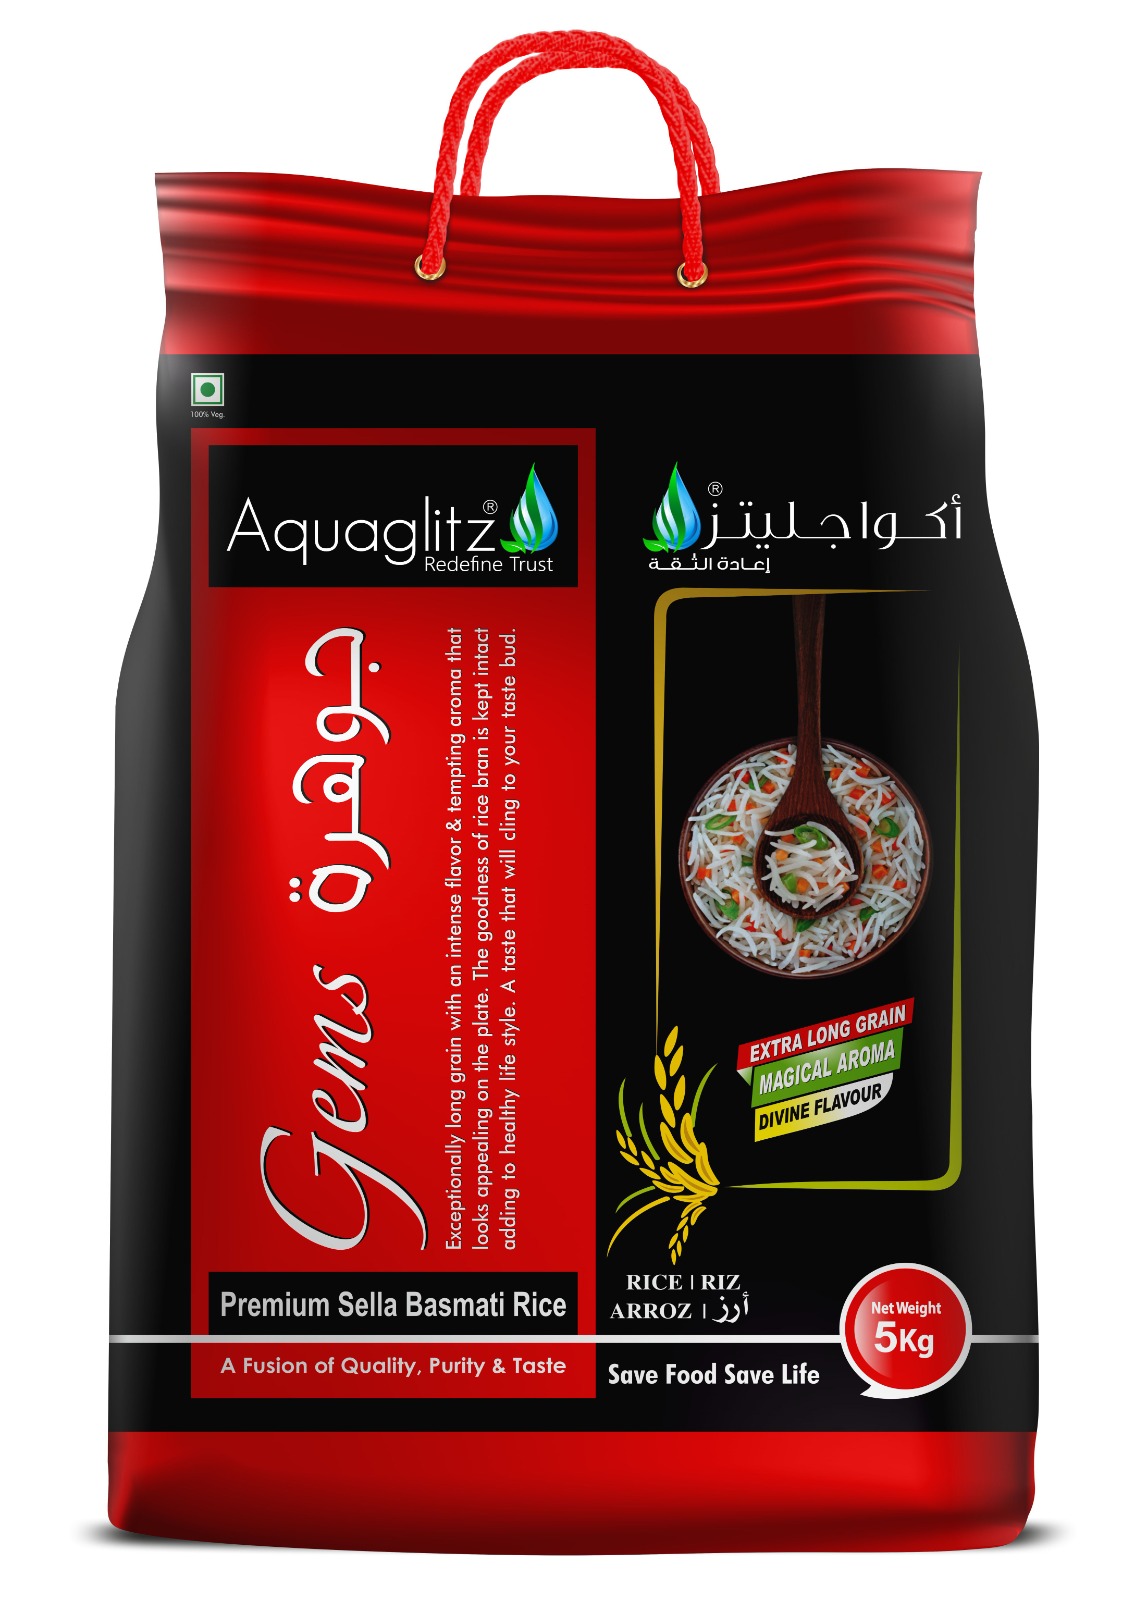 100% Veg.
Aquaglitz®
Redefine Trust
أكواجليتز®
إعادة الثقة
Gems جوهرة
Exceptionally long grain with an intense flavor & tempting aroma that
looks appealing on the plate. The goodness of rice bran is kept intact
adding to healthy life style. A taste that will cling to your taste bud.
EXTRA LONG GRAIN
MAGICAL AROMA
DIVINE FLAVOUR
Premium Sella Basmati Rice
A Fusion of Quality, Purity & Taste
RICE | RIZ
ARROZ | أرز
Save Food Save Life
Net Weight
5Kg